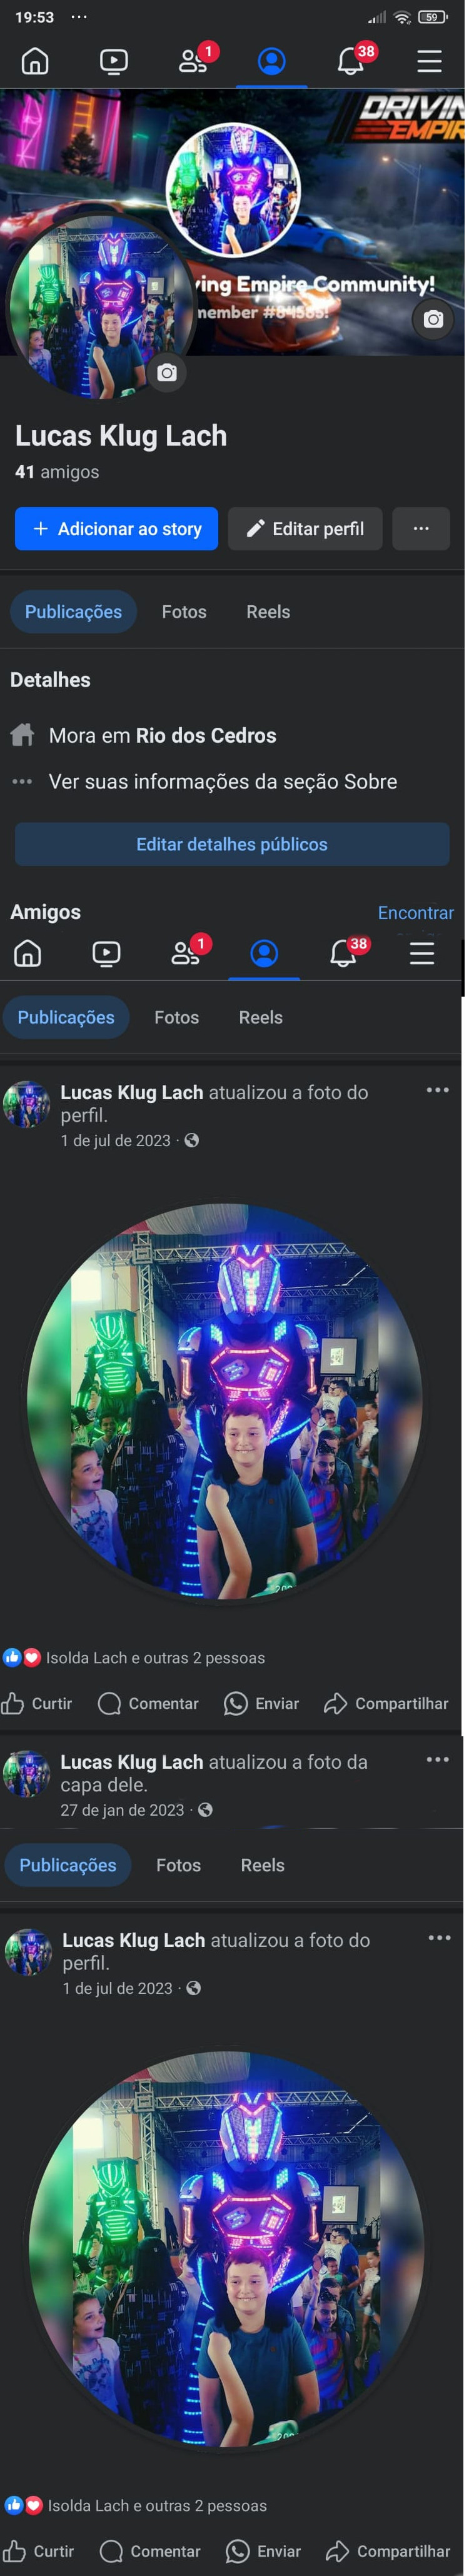 19:53 ...
59
1
38
DRIVIN
EMPIR
ving Empire Community!
Lucas Klug Lach
41 amigos
+ Adicionar ao story
Editar perfil
...
Publicações Fotos Reels
Detalhes
Mora em Rio dos Cedros
... Ver suas informações da seção Sobre
Editar detalhes públicos
Amigos Encontrar
1
38
Publicações Fotos Reels
Lucas Klug Lach atualizou a foto do
perfil.
1 de jul de 2023 ·
Isolda Lach e outras 2 pessoas
Curtir Comentar Enviar Compartilhar
Lucas Klug Lach atualizou a foto da
capa dele.
27 de jan de 2023 ·
Publicações Fotos Reels
Lucas Klug Lach atualizou a foto do
perfil.
1 de jul de 2023 ·
Isolda Lach e outras 2 pessoas
Curtir Comentar Enviar Compartilhar